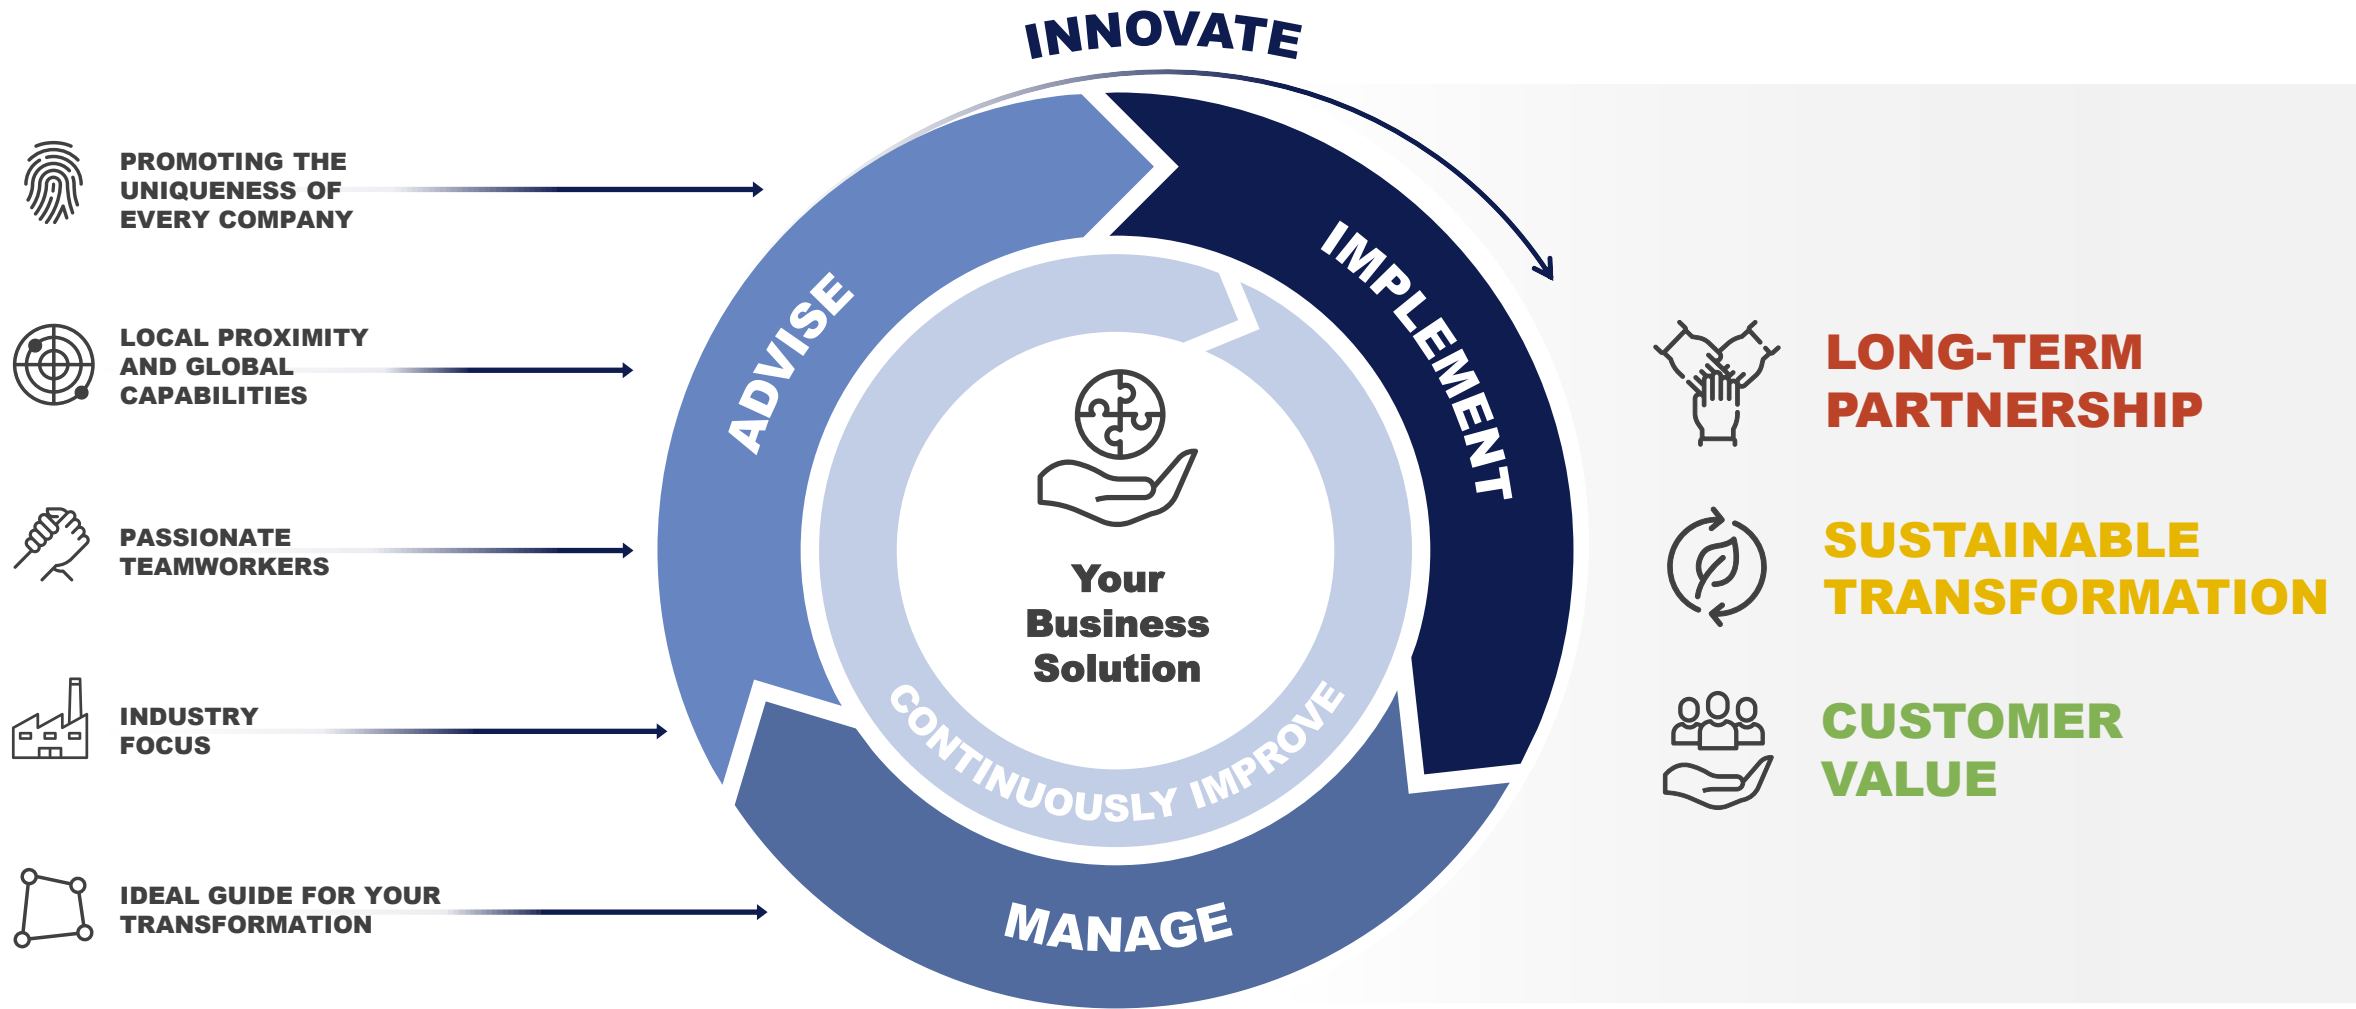 INNOVATE
PROMOTING THE
UNIQUENESS OF
EVERY COMPANY
LOCAL PROXIMITY
AND GLOBAL
CAPABILITIES
PASSIONATE
TEAMWORKERS
INDUSTRY
FOCUS
IDEAL GUIDE FOR YOUR
TRANSFORMATION
ADVISE
IMPLEMENT
MANAGE
CONTINUOUSLY IMPROVE
Your
Business
Solution
LONG-TERM
PARTNERSHIP
SUSTAINABLE
TRANSFORMATION
CUSTOMER
VALUE